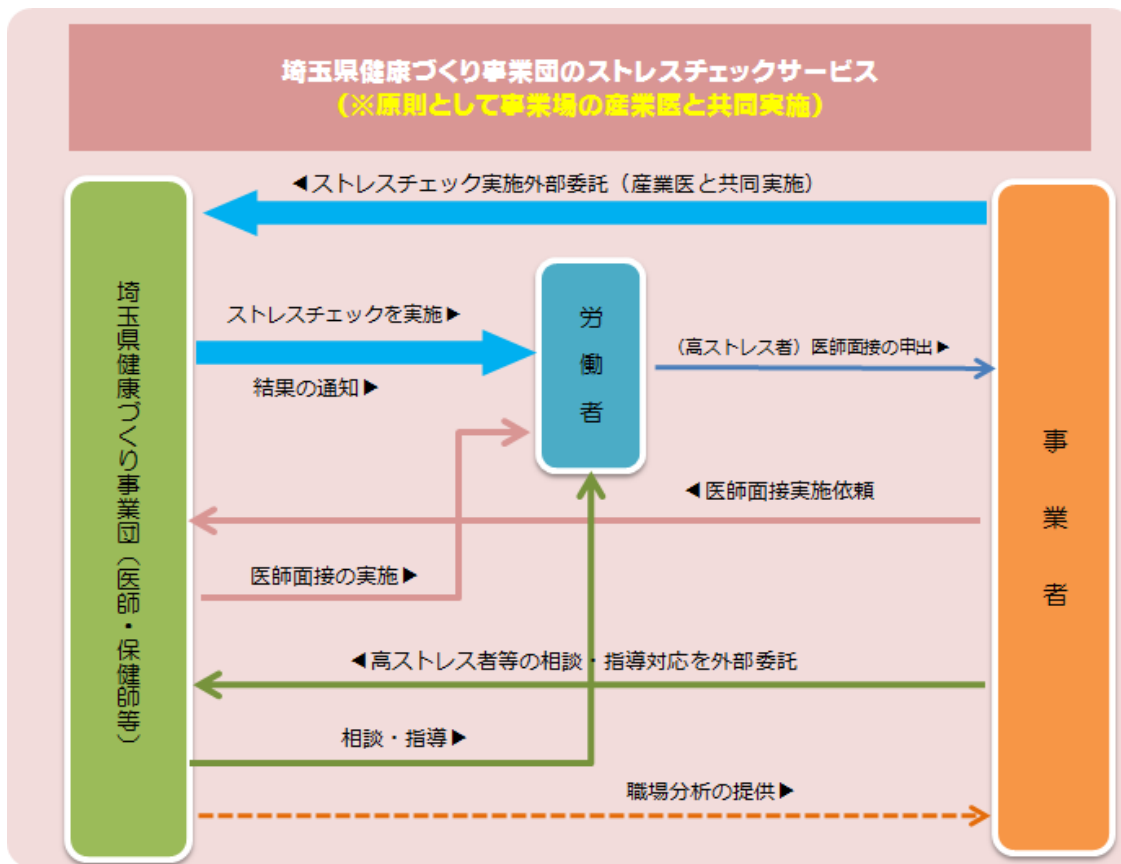 埼玉県健康づくり事業団のストレスチェックサービス
(※原則として事業場の産業医と共同実施)
◀ストレスチェック実施外部委託（産業医と共同実施）
埼玉県健康づくり事業団（医師・保健師等）
ストレスチェックを実施▶
結果の通知▶
労働者
（高ストレス者）医師面接の申出▶
事業者
◀医師面接実施依頼
医師面接の実施▶
◀高ストレス者等の相談・指導対応を外部委託
相談・指導▶
職場分析の提供▶